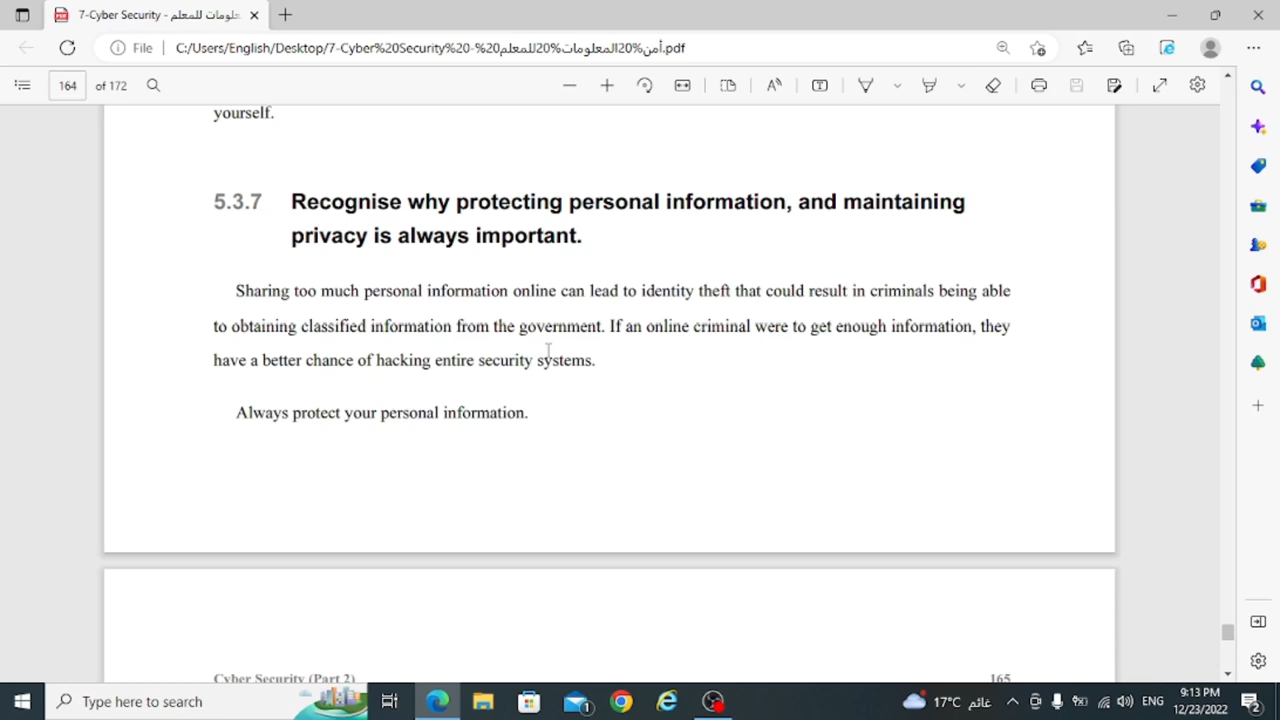 7-Cyber Security - معلومات للمعلم
File
C:/Users/English/Desktop/7-Cyber%20Security%20-%20أمن%20المعلومات%20للمعلم.pdf
164 of 172
yourself.
5.3.7 Recognise why protecting personal information, and maintaining
privacy is always important.
Sharing too much personal information online can lead to identity theft that could result in criminals being able
to obtaining classified information from the government. If an online criminal were to get enough information, they
have a better chance of hacking entire security systems.
Always protect your personal information.
Cyber Security (Part 2) 165
Type here to search
1
17°C غائم
ENG
9:13 PM
12/23/2022
2